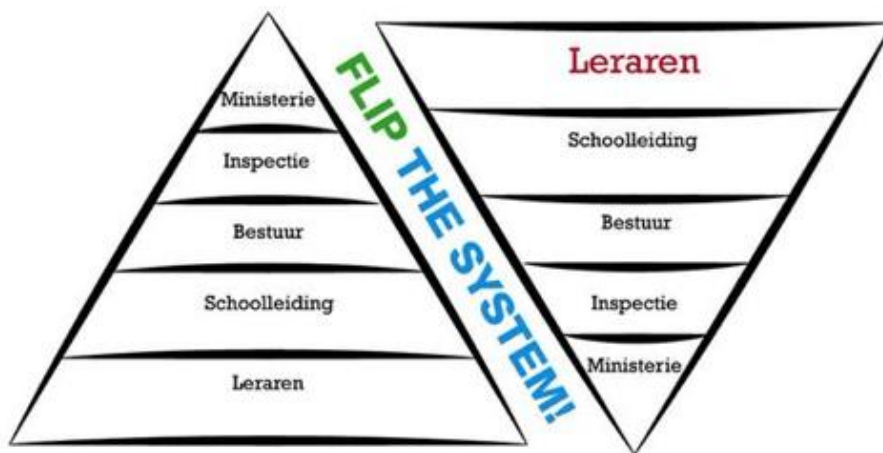 Ministerie
Inspectie
Bestuur
Schoolleiding
Leraren
FLIP THE SYSTEM!
Leraren
Schoolleiding
Bestuur
Inspectie
Ministerie